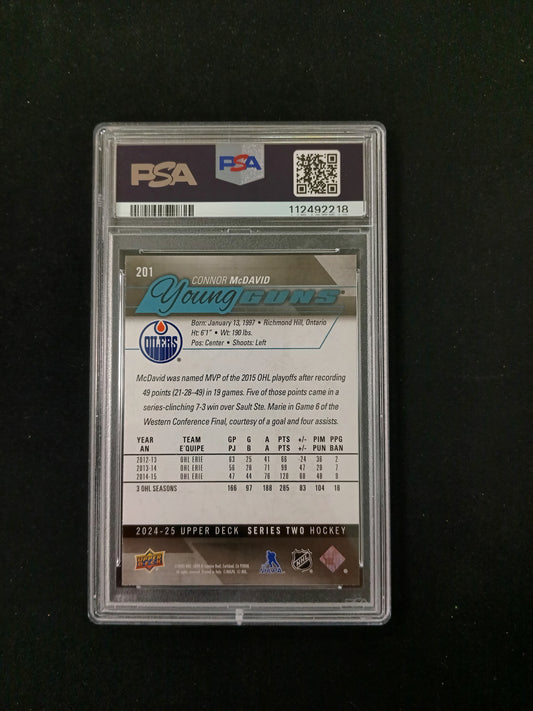 PSA PSA
112492218
201
CONNOR McDAVID
Young GUNS
Born: January 13, 1997 • Richmond Hill, Ontario
Ht: 6'1" • Wt: 190 lbs.
Pos: Center • Shoots: Left
OILERS
McDavid was named MVP of the 2015 OHL playoffs after recording
49 points (21-28–49) in 19 games. Five of those points came in a
series-clinching 7-3 win over Sault Ste. Marie in Game 6 of the
Western Conference Final, courtesy of a goal and four assists.
YEAR TEAM GP G A PTS +/- PIM PPG
AN E´QUIPE PJ B A PTS +/- PUN BAN
2012-13 OHL ERIE 63 25 41 66 -24 36 2
2013-14 OHL ERIE 56 28 71 99 47 20 7
2014-15 OHL ERIE 47 44 76 120 60 48 9
3 OHL SEASONS 166 97 188 285 83 104 18
2024-25 UPPER DECK SERIES TWO HOCKEY
UPPER DECK
NHLPA
NHL